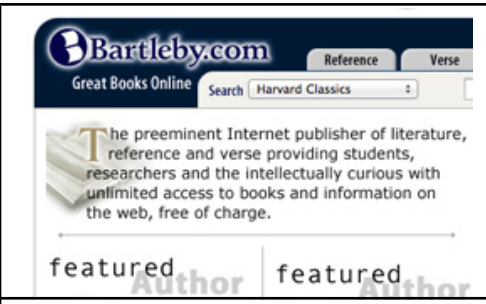 Bartleby.com
Reference Verse
Great Books Online Search Harvard Classics
The preeminent Internet publisher of literature,
reference and verse providing students,
researchers and the intellectually curious with
unlimited access to books and information on
the web, free of charge.
featured Author featured Author